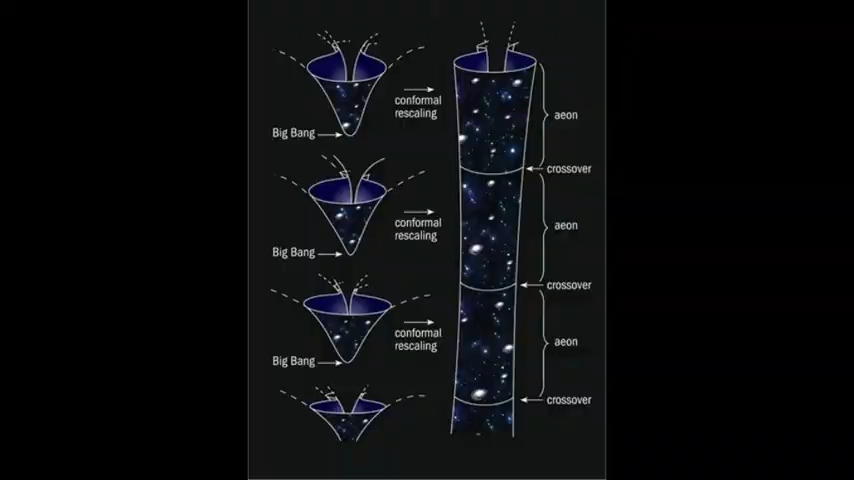 conformal
rescaling
aeon
Big Bang
crossover
conformal
rescaling
aeon
Big Bang
crossover
conformal
rescaling
aeon
Big Bang
crossover